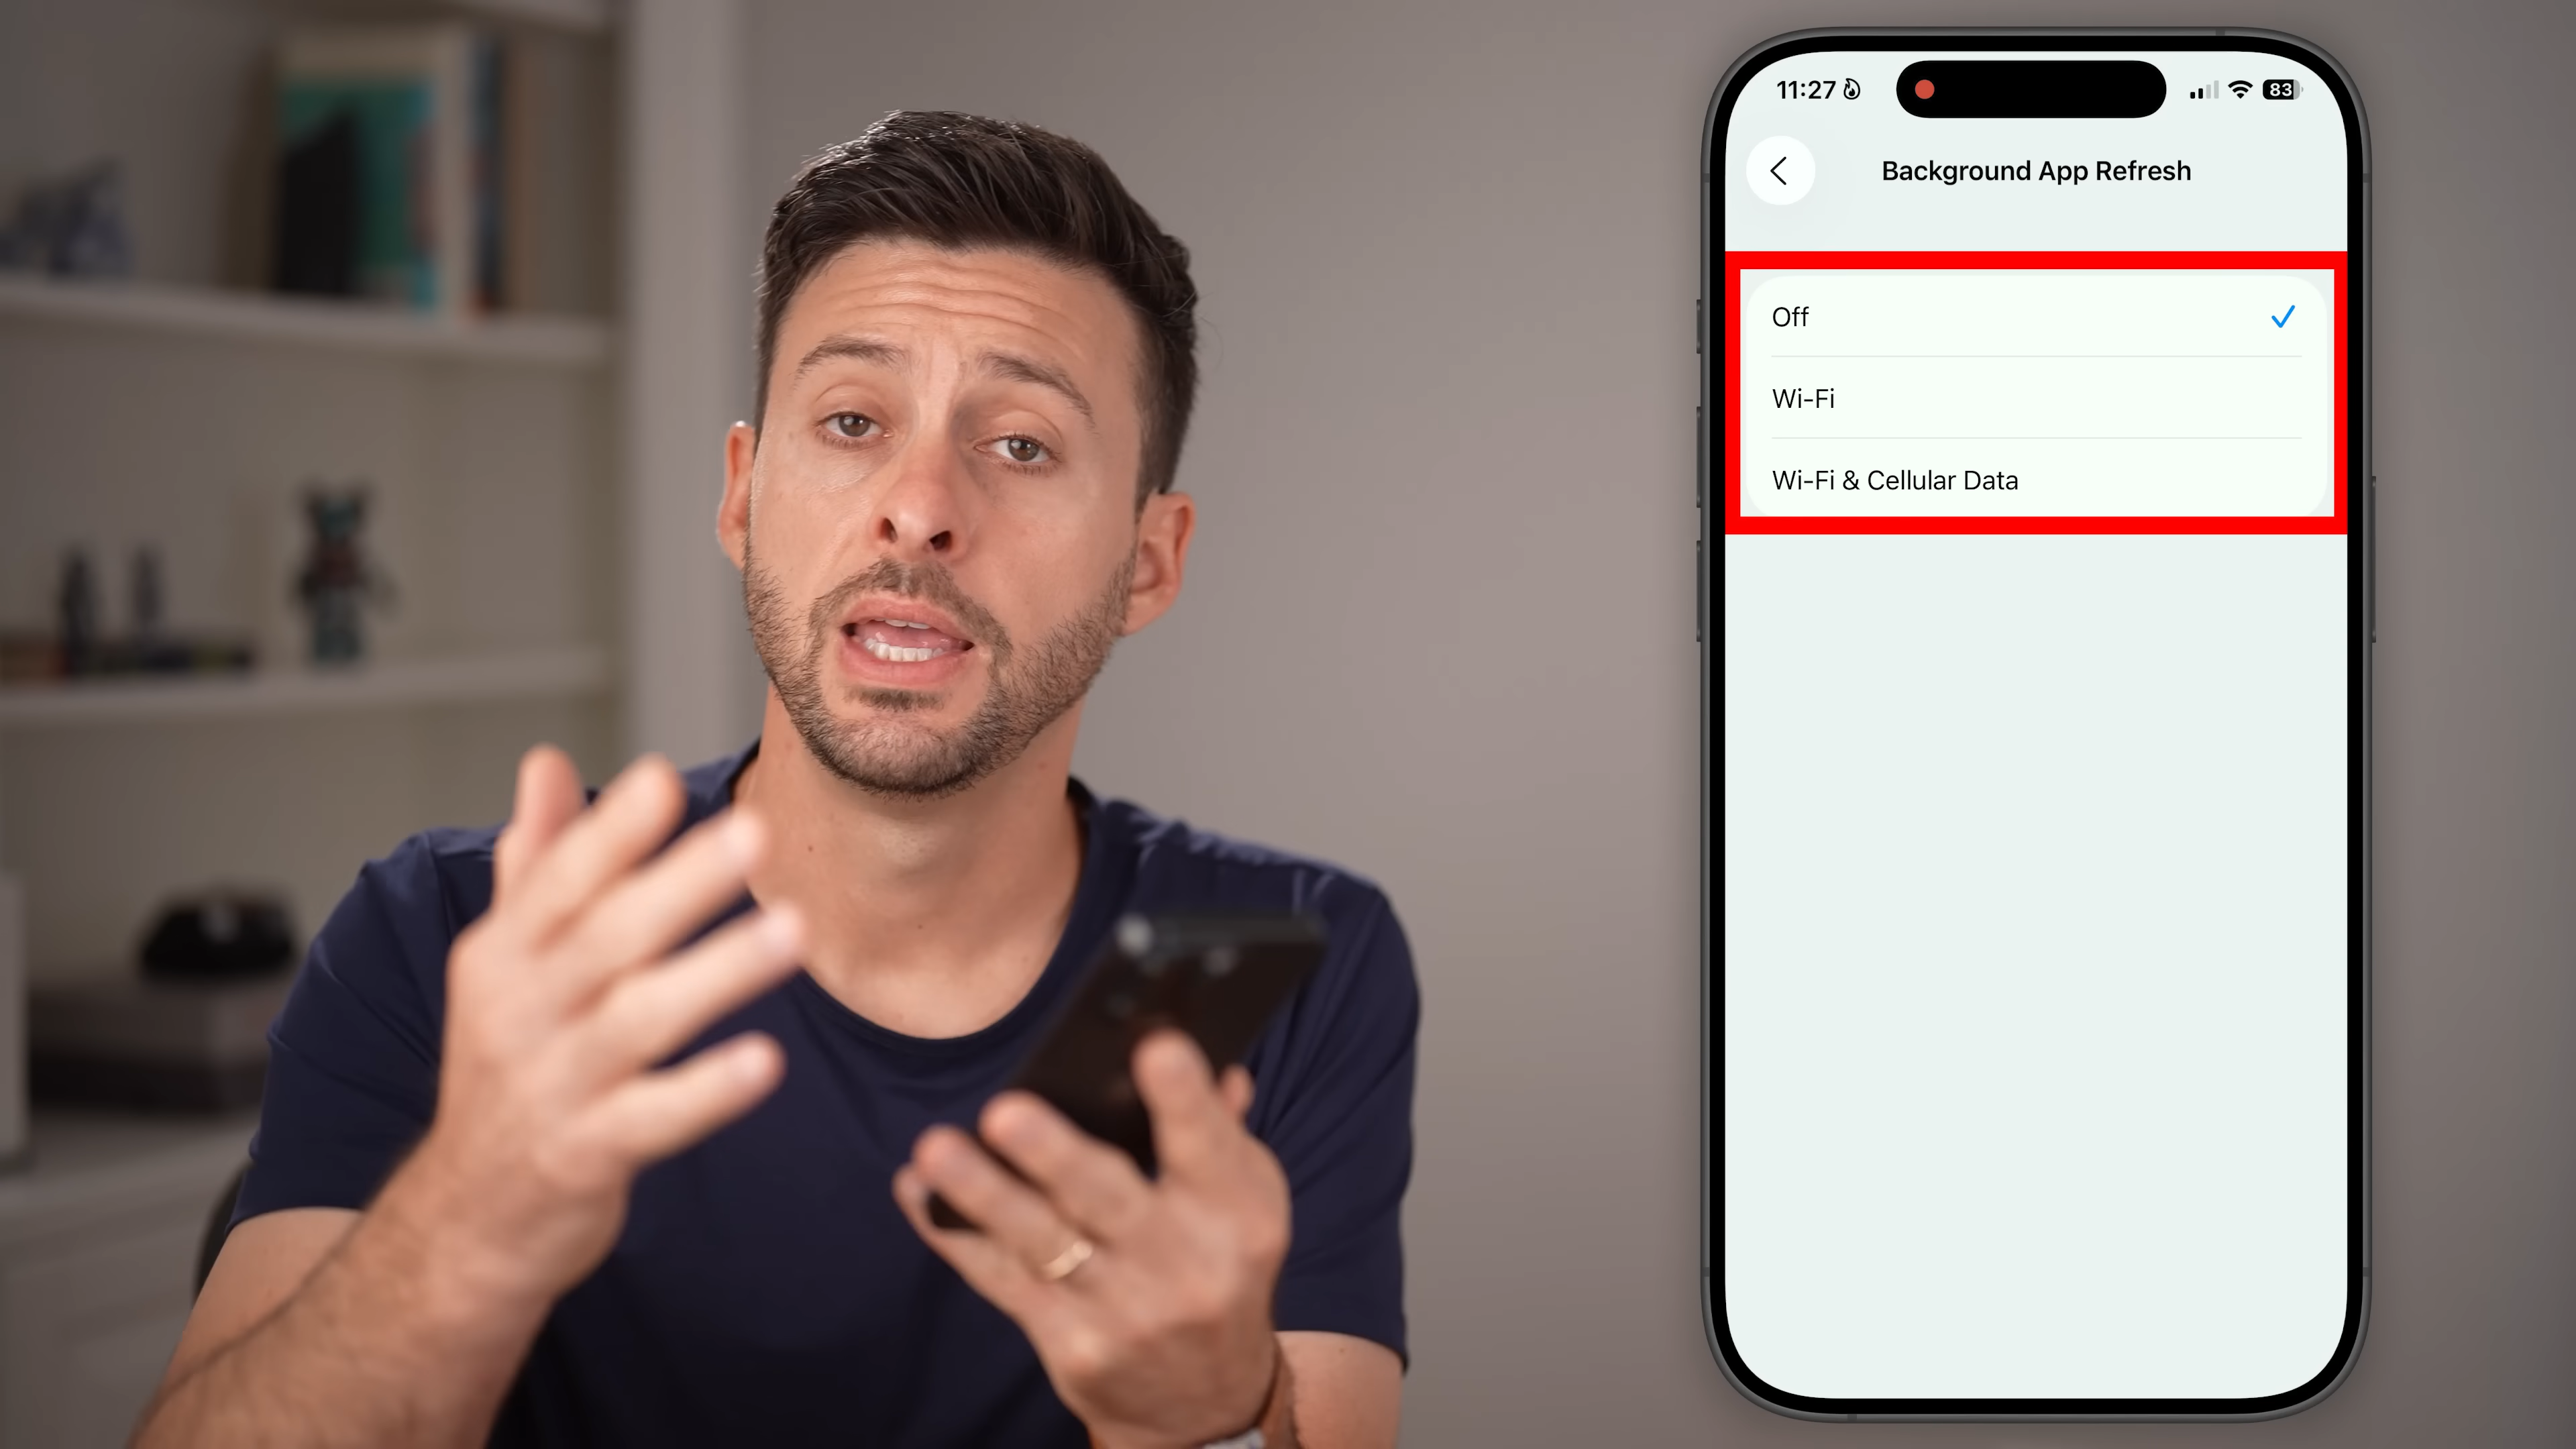 11:27
83
Background App Refresh
Off
Wi-Fi
Wi-Fi & Cellular Data